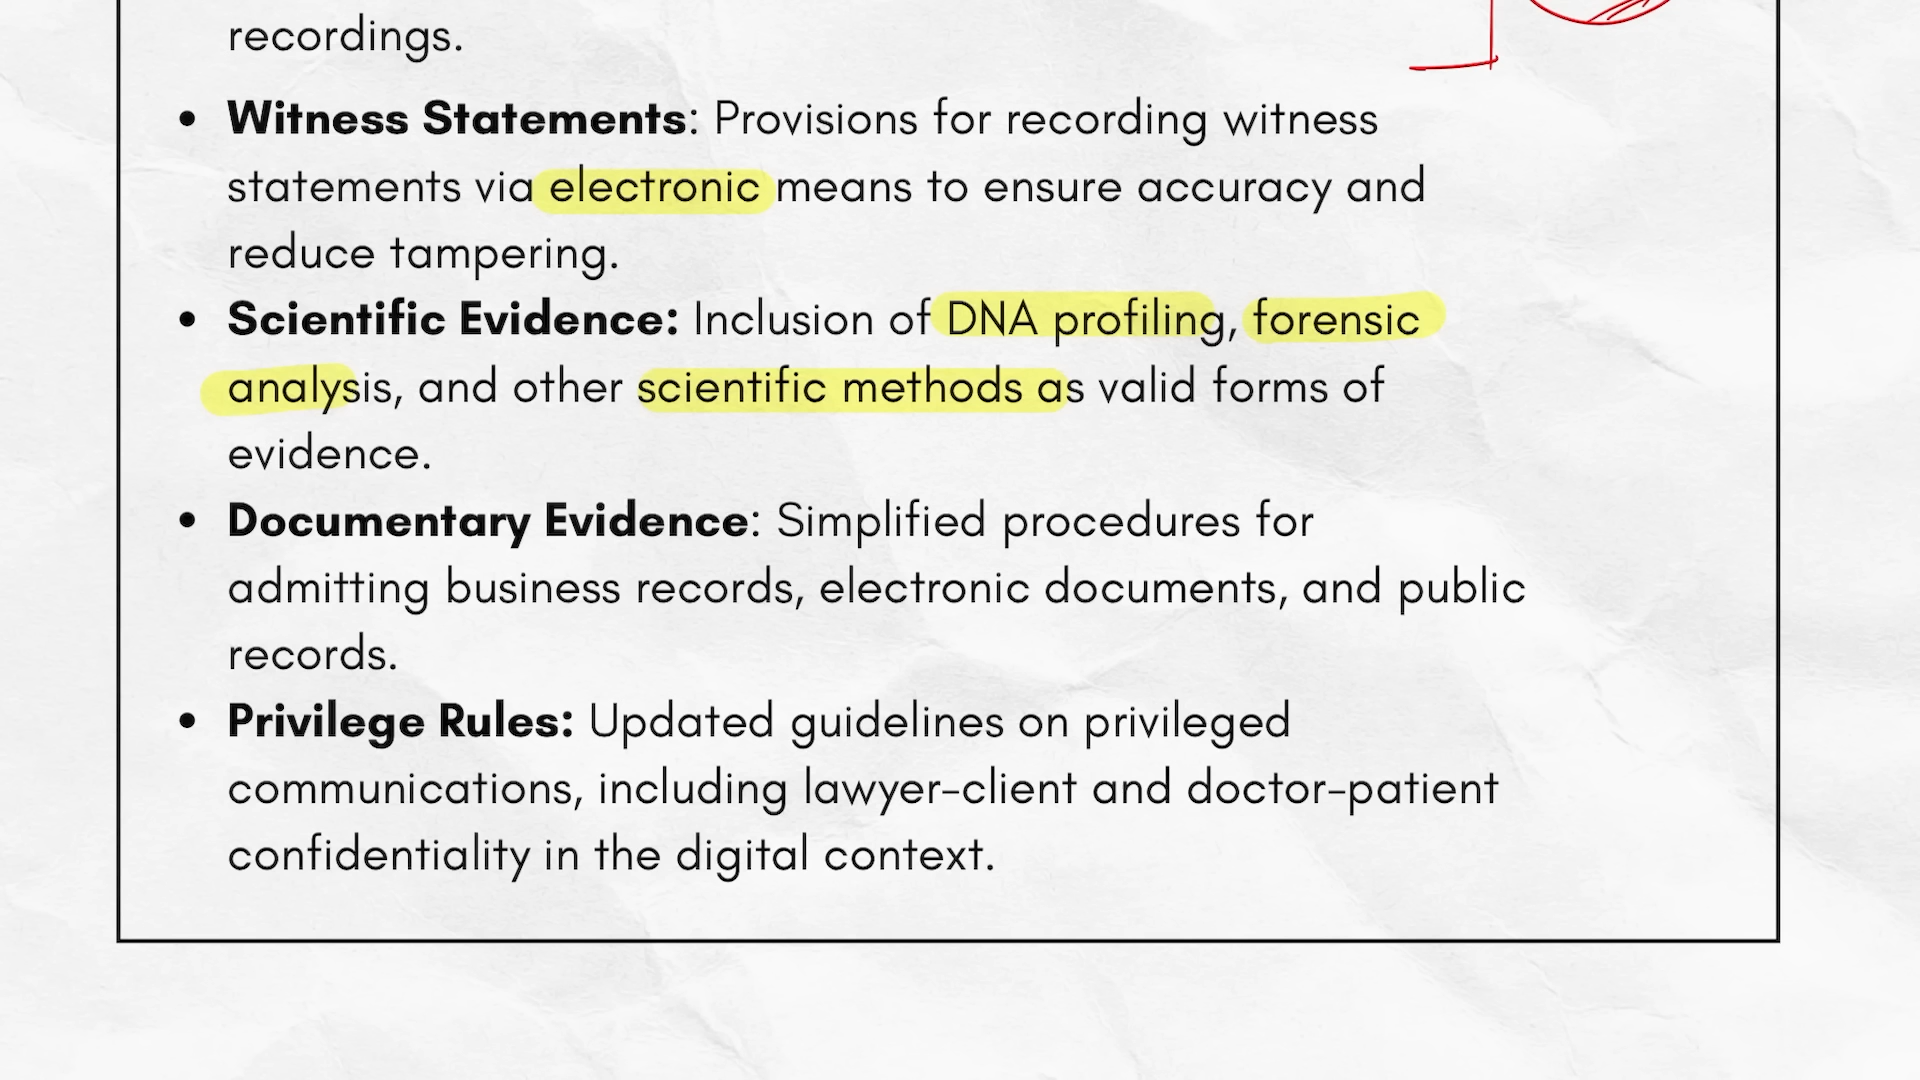 recordings.
• Witness Statements: Provisions for recording witness
statements via electronic means to ensure accuracy and
reduce tampering.
• Scientific Evidence: Inclusion of DNA profiling, forensic
analysis, and other scientific methods as valid forms of
evidence.
• Documentary Evidence: Simplified procedures for
admitting business records, electronic documents, and public
records.
• Privilege Rules: Updated guidelines on privileged
communications, including lawyer-client and doctor-patient
confidentiality in the digital context.